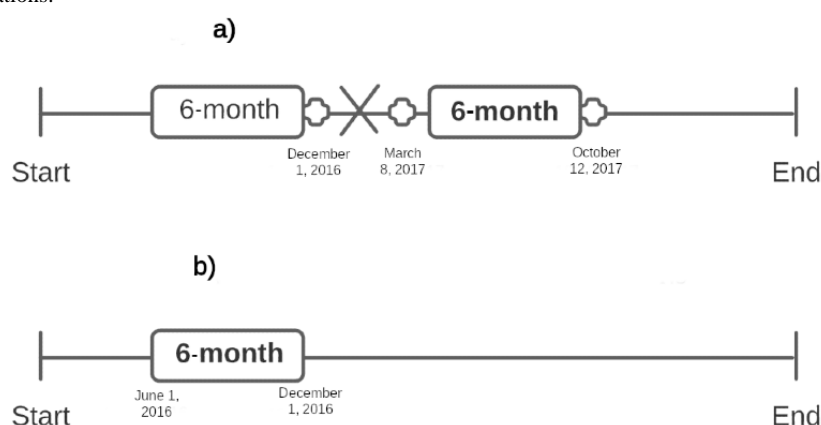 a)
6-month
6-month
December
1, 2016
March
8, 2017
October
12, 2017
Start
End
b)
6-month
June 1,
2016
December
1, 2016
Start
End